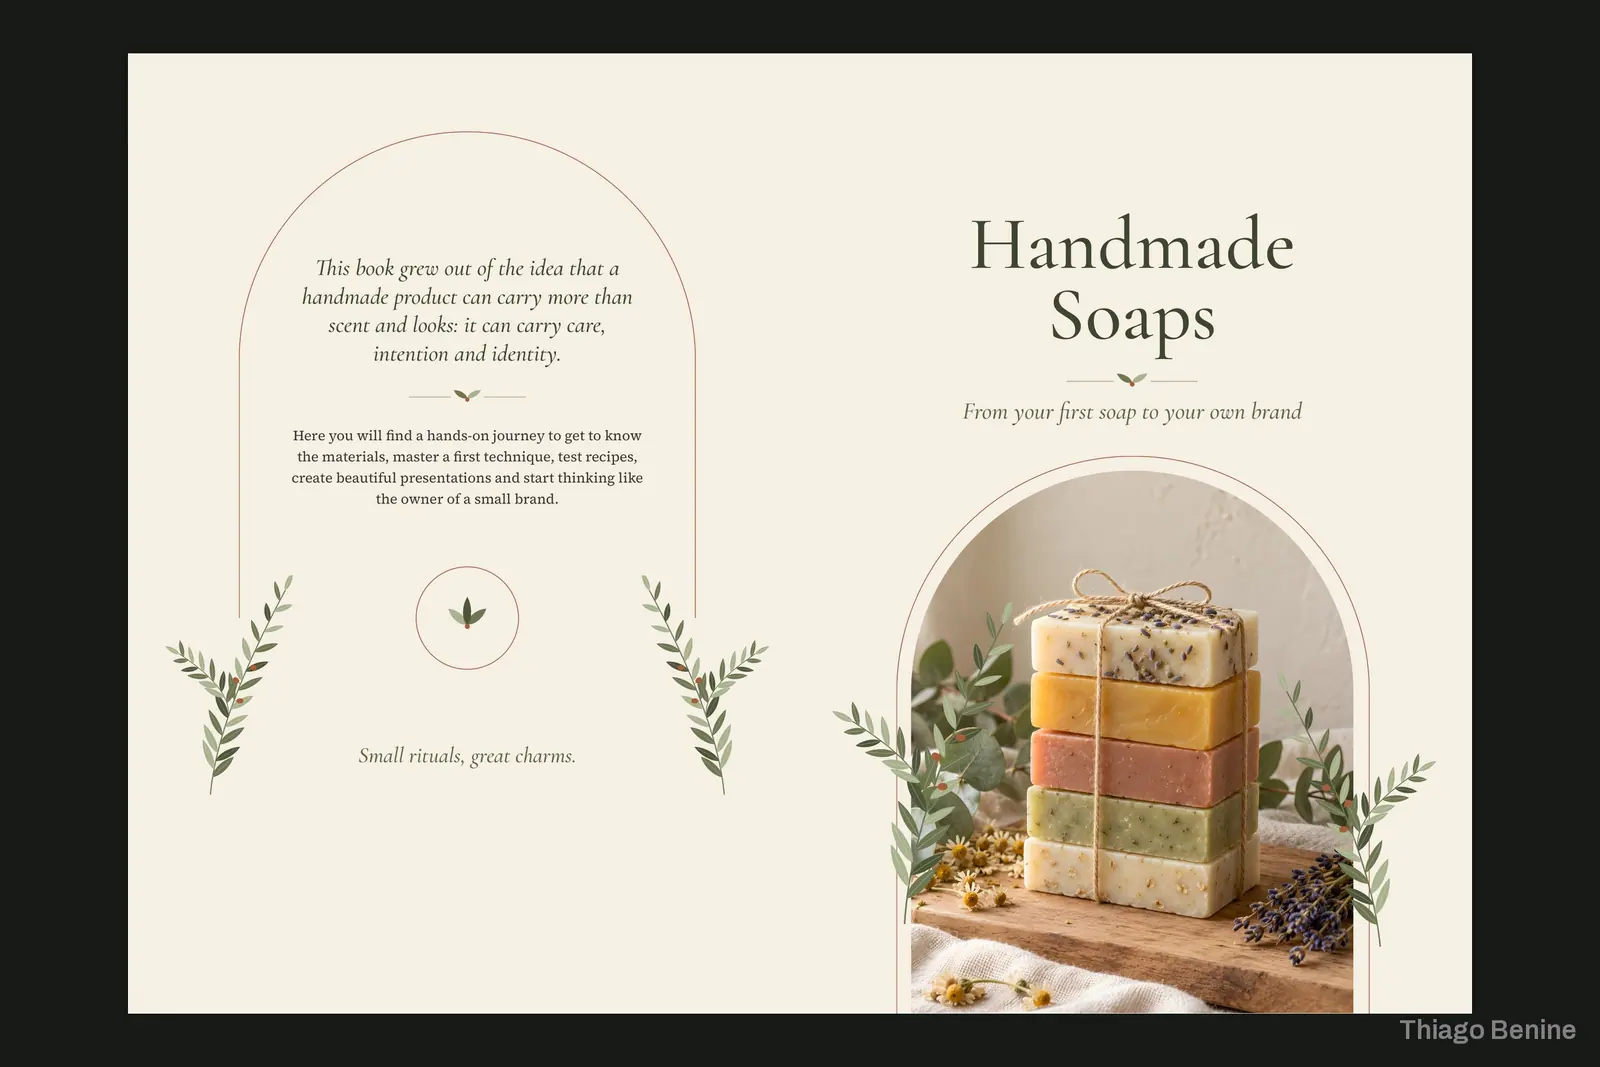 This book grew out of the idea that a
handmade product can carry more than
scent and looks: it can carry care,
intention and identity.
Here you will find a hands-on journey to get to know
the materials, master a first technique, test recipes,
create beautiful presentations and start thinking like
the owner of a small brand.
Small rituals, great charms.
Handmade
Soaps
From your first soap to your own brand
Thiago Benine